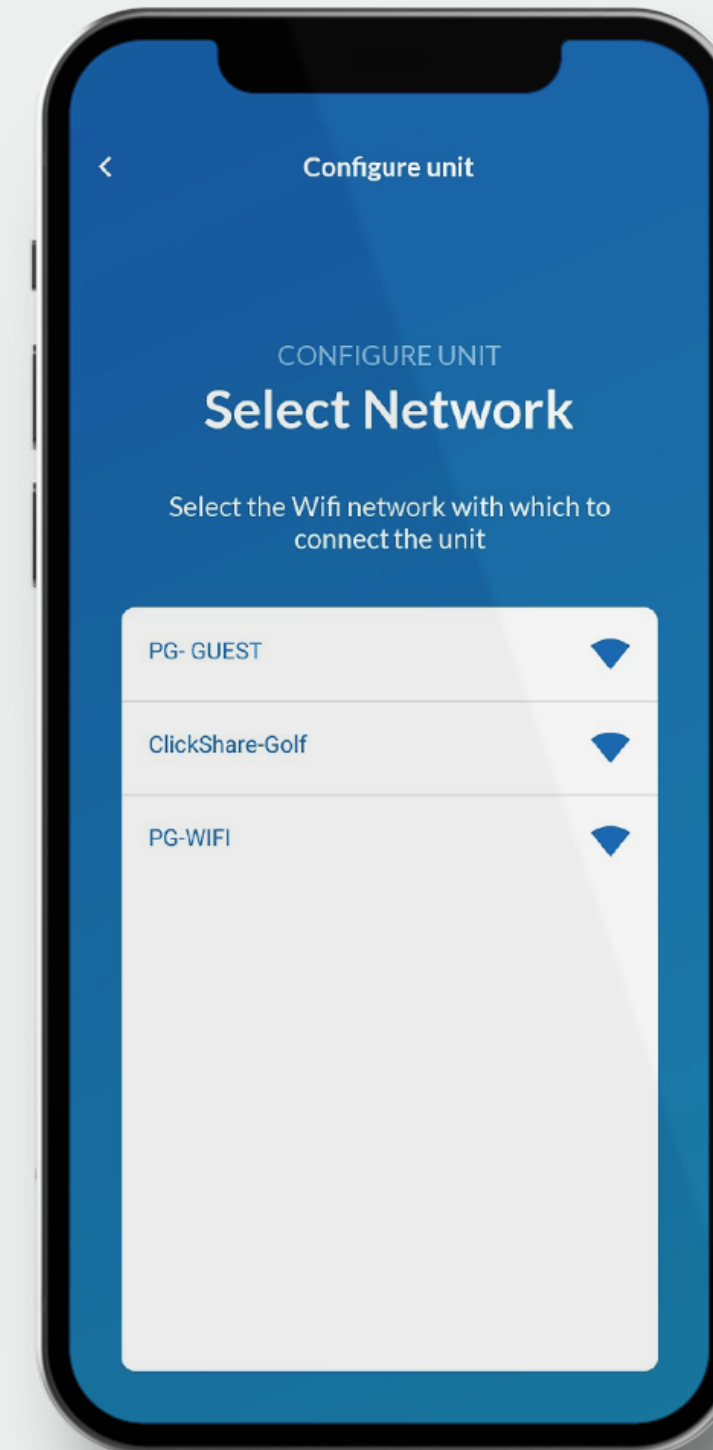 Configure unit
CONFIGURE UNIT
Select Network
Select the Wifi network with which to
connect the unit
PG- GUEST
ClickShare-Golf
PG-WIFI